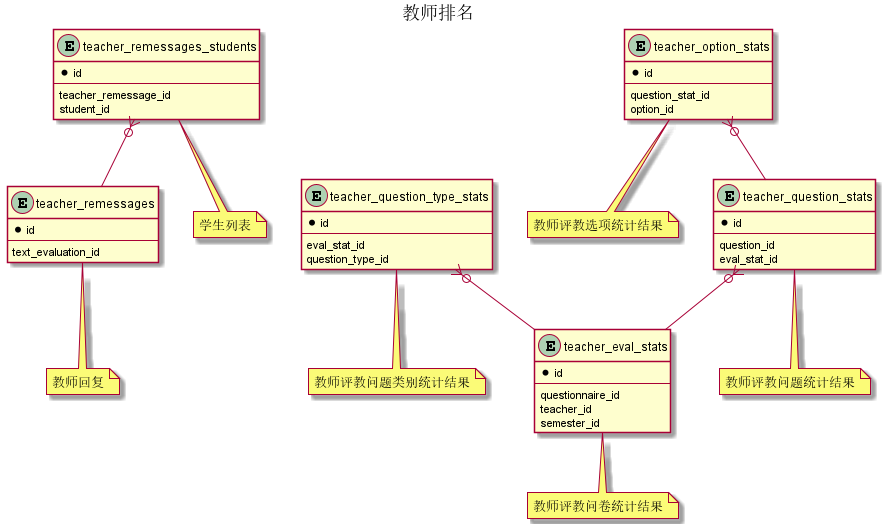 教师排名
E teacher_remessages_students
id
teacher_remessage_id
student_id
E teacher_option_stats
id
question_stat_id
option_id
E teacher_remessages
id
text_evaluation_id
学生列表
E teacher_question_type_stats
id
eval_stat_id
question_type_id
教师评教选项统计结果
E teacher_question_stats
id
question_id
eval_stat_id
教师回复
教师评教问题类别统计结果
E teacher_eval_stats
id
questionnaire_id
teacher_id
semester_id
教师评教问题统计结果
教师评教问卷统计结果